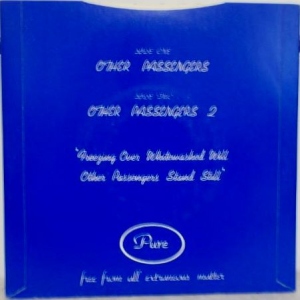 SIDE ONE
OTHER PASSENGERS
SIDE TWO
OTHER PASSENGERS 2
"Freezing Over Whitewashed Will
Other Passengers Stand Still"
Pure
free from all extraneous matter